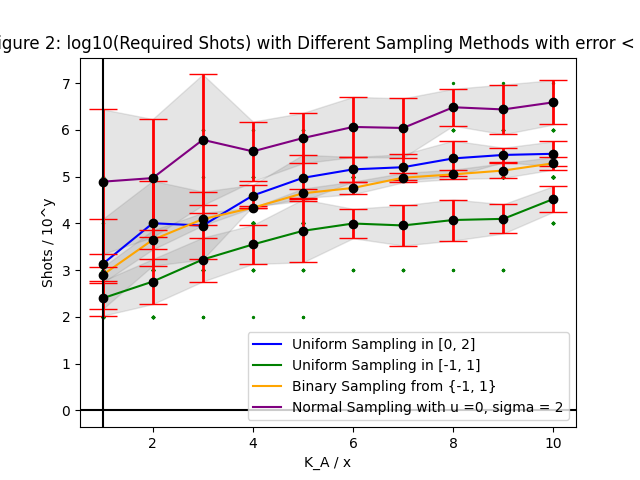 igure 2: log10(Required Shots) with Different Sampling Methods with error <
7
6
5
4
3
2
1
0
Shots / 10^y
2
4
6
8
10
K_A / x
Uniform Sampling in [0, 2]
Uniform Sampling in [-1, 1]
Binary Sampling from {-1, 1}
Normal Sampling with u =0, sigma = 2